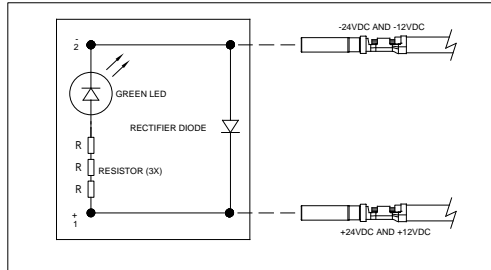 -24VDC AND -12VDC
-
2
GREEN LED
RECTIFIER DIODE
R
R
RESISTOR (3X)
R
+
1
+24VDC AND +12VDC